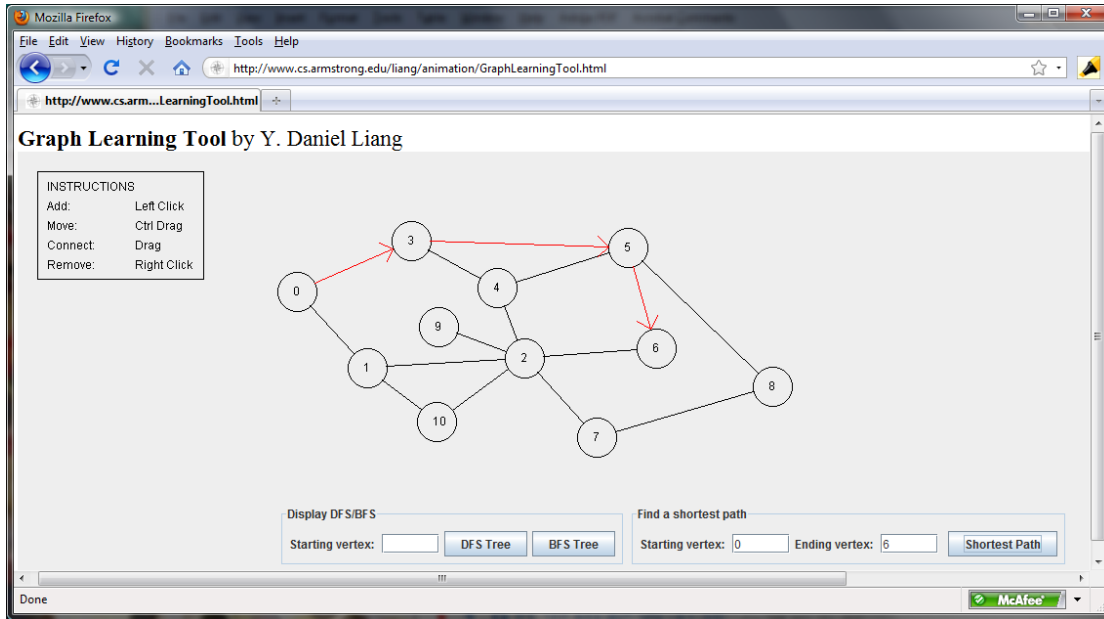 Mozilla Firefox
File Edit View History Bookmarks Tools Help
http://www.cs.armstrong.edu/liang/animation/GraphLearningTool.html
http://www.cs.arm...LearningTool.html
Graph Learning Tool by Y. Daniel Liang
INSTRUCTIONS
Add: Left Click
Move: Ctrl Drag
Connect: Drag
Remove: Right Click
3
5
4
0
9
6
2
1
8
10
7
Display DFS/BFS
Starting vertex: DFS Tree BFS Tree
Find a shortest path
Starting vertex: 0 Ending vertex: 6 Shortest Path
Done
McAfee